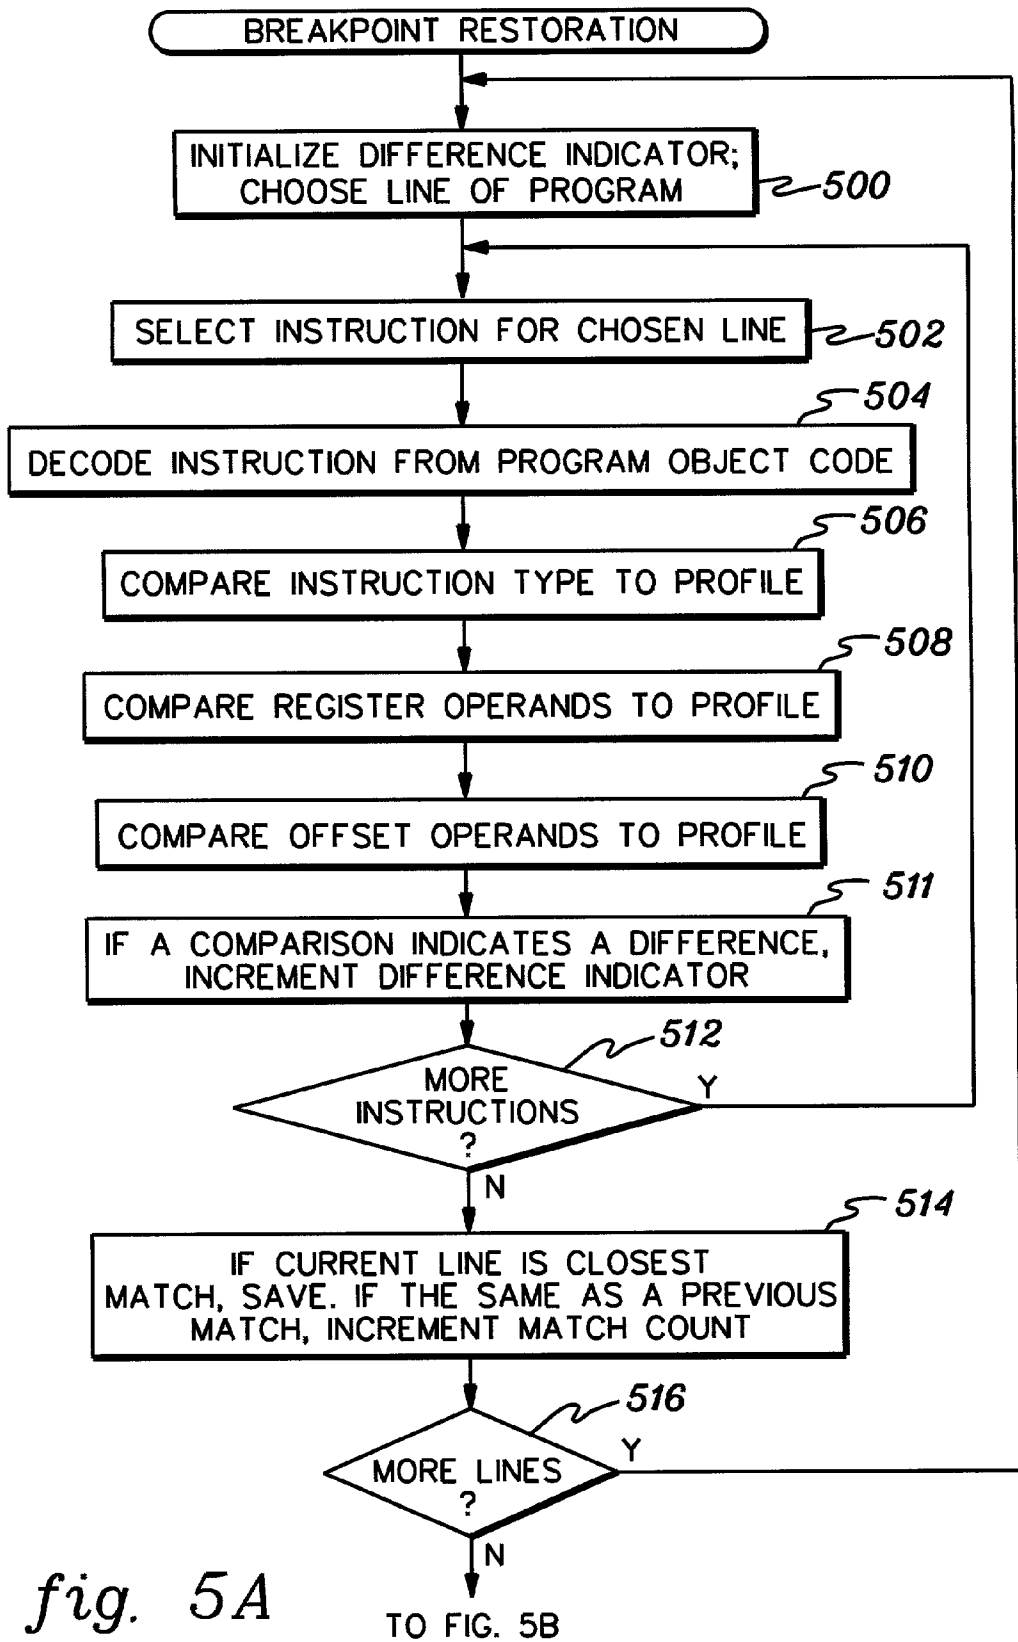 BREAKPOINT RESTORATION
INITIALIZE DIFFERENCE INDICATOR;
CHOOSE LINE OF PROGRAM
500
SELECT INSTRUCTION FOR CHOSEN LINE
502
504
DECODE INSTRUCTION FROM PROGRAM OBJECT CODE
506
COMPARE INSTRUCTION TYPE TO PROFILE
508
COMPARE REGISTER OPERANDS TO PROFILE
510
COMPARE OFFSET OPERANDS TO PROFILE
511
IF A COMPARISON INDICATES A DIFFERENCE,
INCREMENT DIFFERENCE INDICATOR
512
MORE
INSTRUCTIONS
?
Y
N
514
IF CURRENT LINE IS CLOSEST
MATCH, SAVE. IF THE SAME AS A PREVIOUS
MATCH, INCREMENT MATCH COUNT
516
MORE LINES
?
Y
N
fig. 5A
TO FIG. 5B